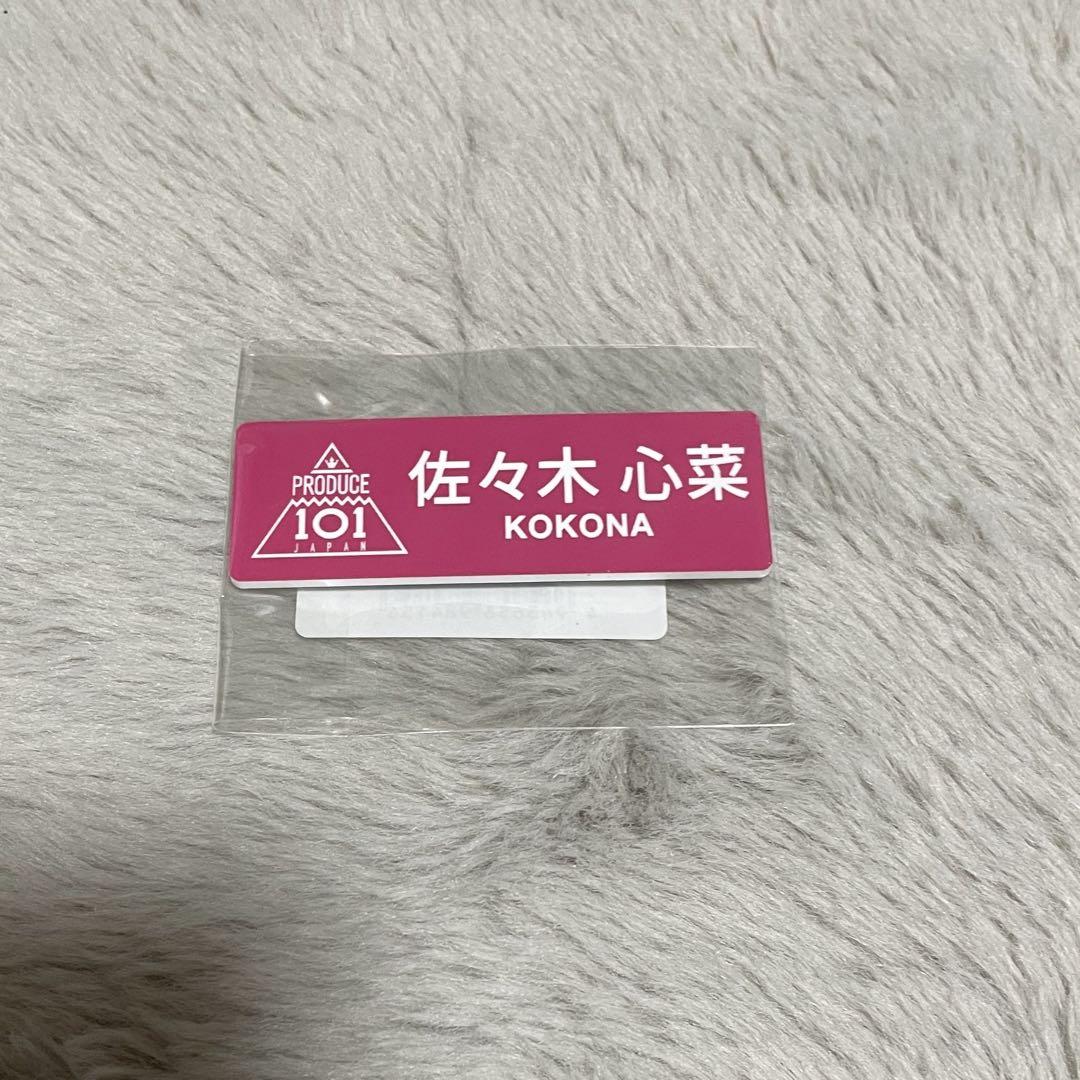 PRODUCE
101
JAPAN
佐々木 心菜
KOKONA